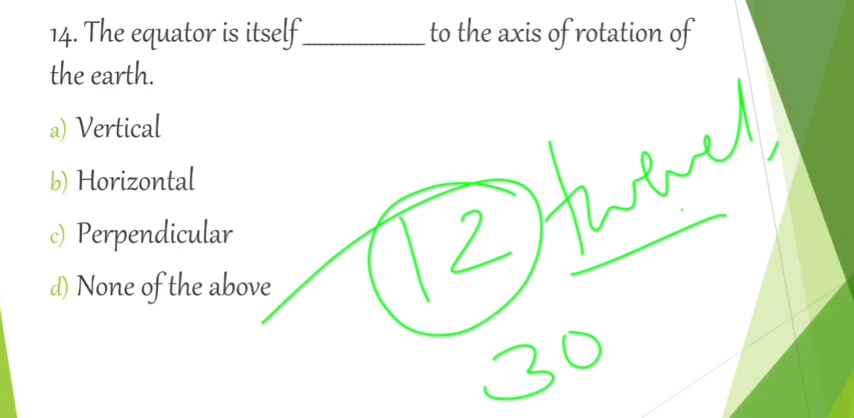 14. The equator is itself ____________ to the axis of rotation of
the earth.
a) Vertical
b) Horizontal
c) Perpendicular
d) None of the above
12
30